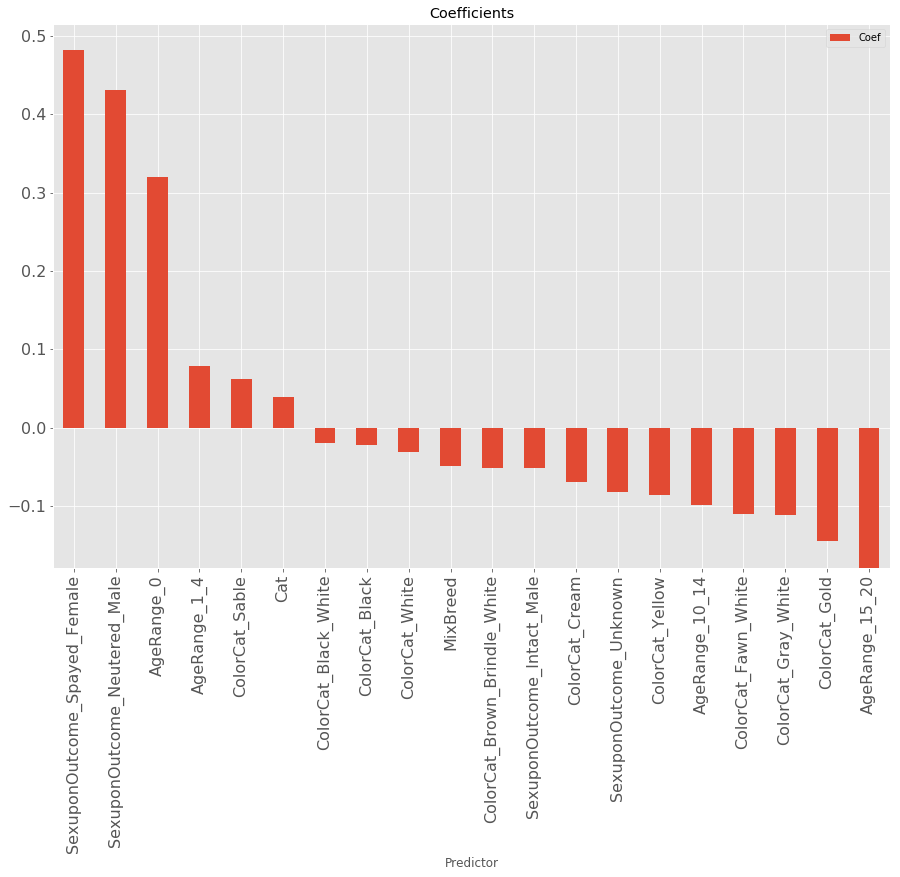 Coefficients
Coef
0.5
0.4
0.3
0.2
0.1
0.0
−0.1
SexuponOutcome_Spayed_Female
SexuponOutcome_Neutered_Male
AgeRange_0
AgeRange_1_4
ColorCat_Sable
Cat
ColorCat_Black_White
ColorCat_Black
ColorCat_White
MixBreed
ColorCat_Brown_Brindle_White
SexuponOutcome_Intact_Male
ColorCat_Cream
SexuponOutcome_Unknown
ColorCat_Yellow
AgeRange_10_14
ColorCat_Fawn_White
ColorCat_Gray_White
ColorCat_Gold
AgeRange_15_20
Predictor